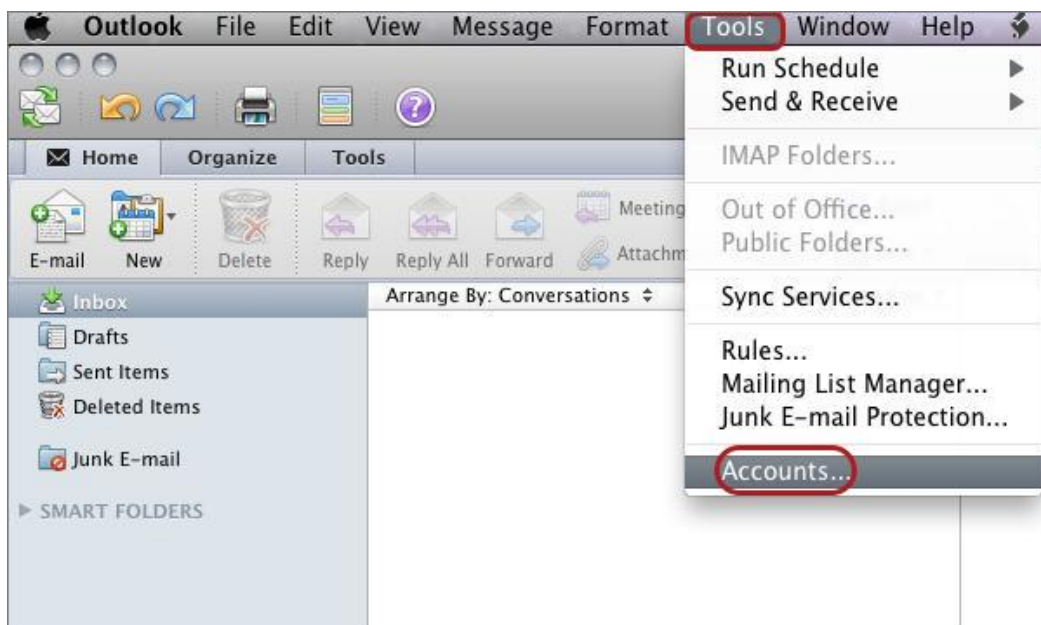 Outlook File Edit View Message Format Tools Window Help
Run Schedule
Send & Receive
IMAP Folders...
Out of Office...
Public Folders...
Sync Services...
Rules...
Mailing List Manager...
Junk E-mail Protection...
Accounts...
?
Home Organize Tools
E-mail New Delete Reply Reply All Forward Meeting
Attachm
Inbox
Drafts
Sent Items
Deleted Items
Junk E-mail
SMART FOLDERS
Arrange By: Conversations